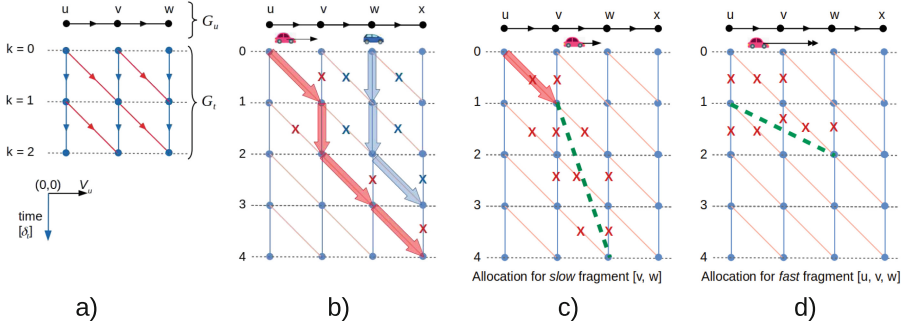 u v w
G_u
k = 0
k = 1
G_t
k = 2
(0,0) V_u
time
[δ_t]
a)
u v w x
0
X X X
1
X X
2
X X
3
X
4
b)
u v w x
0
X X
1
X X X
2
X X X
3
X X
4
Allocation for slow fragment [v, w]
c)
u v w x
0
X X X
1
X X X X X
2
3
4
Allocation for fast fragment [u, v, w]
d)